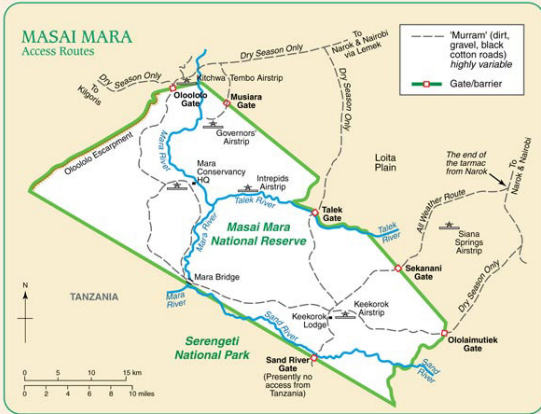 MASAI MARA
Access Routes
'Murram' (dirt,
gravel, black
cotton roads)
highly variable
Gate/barrier
To
Narok & Nairobi
via Lemek
Dry Season Only
Dry Season Only
To
Kilgoris
Kitchwa Tembo Airstrip
Oloololo
Gate
Musiara
Gate
Dry Season Only
Governors'
Airstrip
Mara River
Oloololo Escarpment
Loita
Plain
The end of
the tarmac
from Narok
To
Narok & Nairobi
Mara
Conservancy
HQ
Intrepids
Airstrip
Talek River
All Weather Route
Talek
Gate
Talek
River
Siana
Springs
Airstrip
Masai Mara
National Reserve
Mara River
Sekanani
Gate
Mara Bridge
Dry Season Only
N
TANZANIA
Mara
River
Keekorok
Airstrip
Keekorok
Lodge
Sand River
Serengeti
National Park
Ololaimutiek
Gate
Sand River
Gate
(Presently no
access from
Tanzania)
Sand
River
0 5 10 15 km
0 2 4 6 8 10 miles